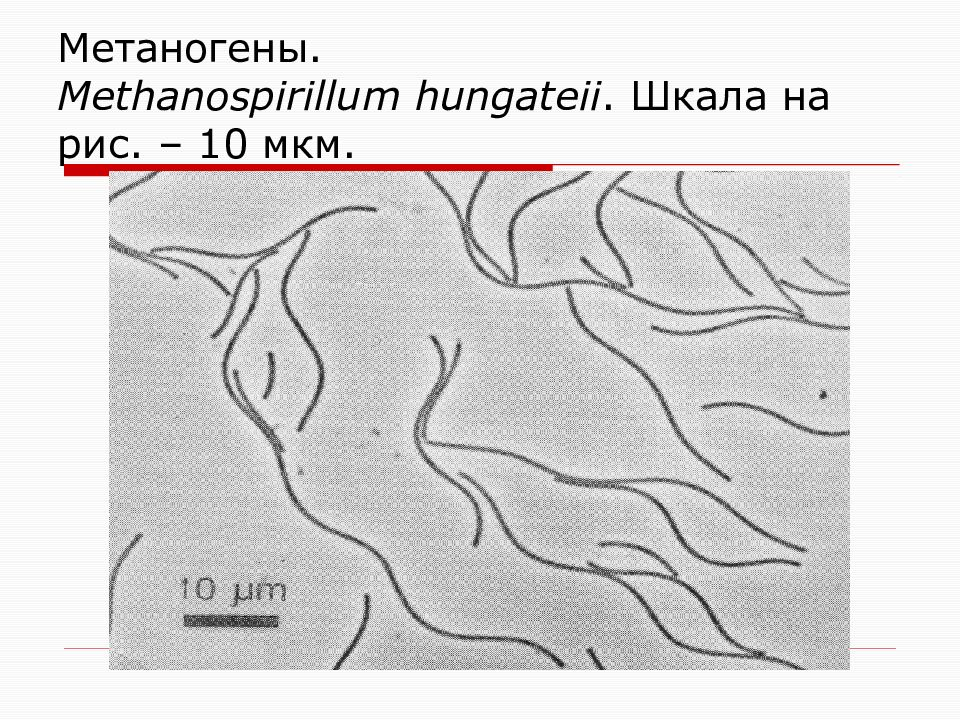 Метаногены.
Methanospirillum hungateii. Шкала на
рис. – 10 мкм.
10 µm